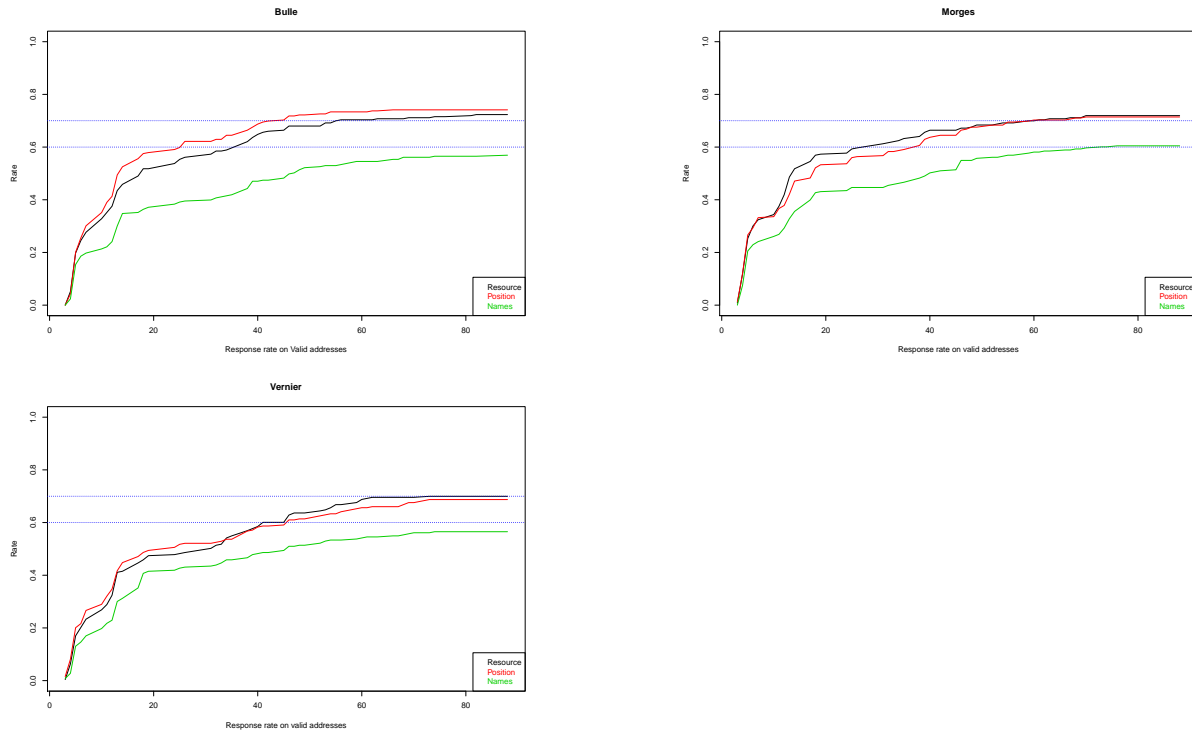 Bulle
Rate
1.0
0.8
0.6
0.4
0.2
0.0
0 20 40 60 80
Response rate on Valid addresses
Resource
Position
Names
Morges
Rate
1.0
0.8
0.6
0.4
0.2
0.0
0 20 40 60 80
Response rate on valid addresses
Resource
Position
Names
Vernier
Rate
1.0
0.8
0.6
0.4
0.2
0.0
0 20 40 60 80
Response rate on valid addresses
Resource
Position
Names